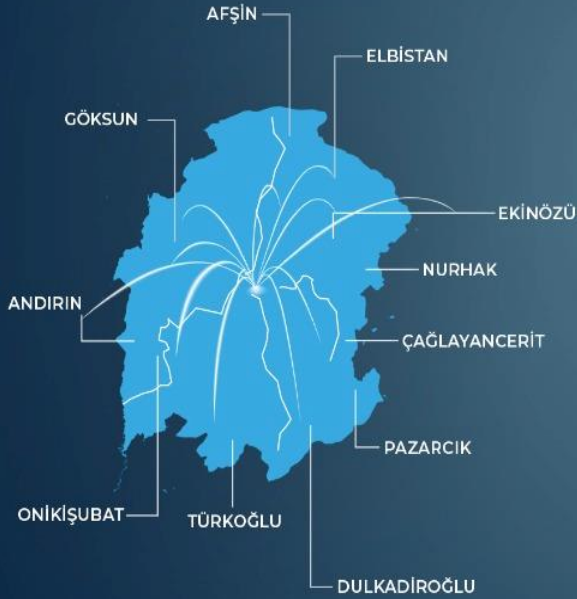 AFŞİN
ELBİSTAN
GÖKSUN
EKİNÖZÜ
NURHAK
ANDIRIN
ÇAĞLAYANCERİT
PAZARCIK
ONİKİŞUBAT
TÜRKOĞLU
DULKADİROĞLU